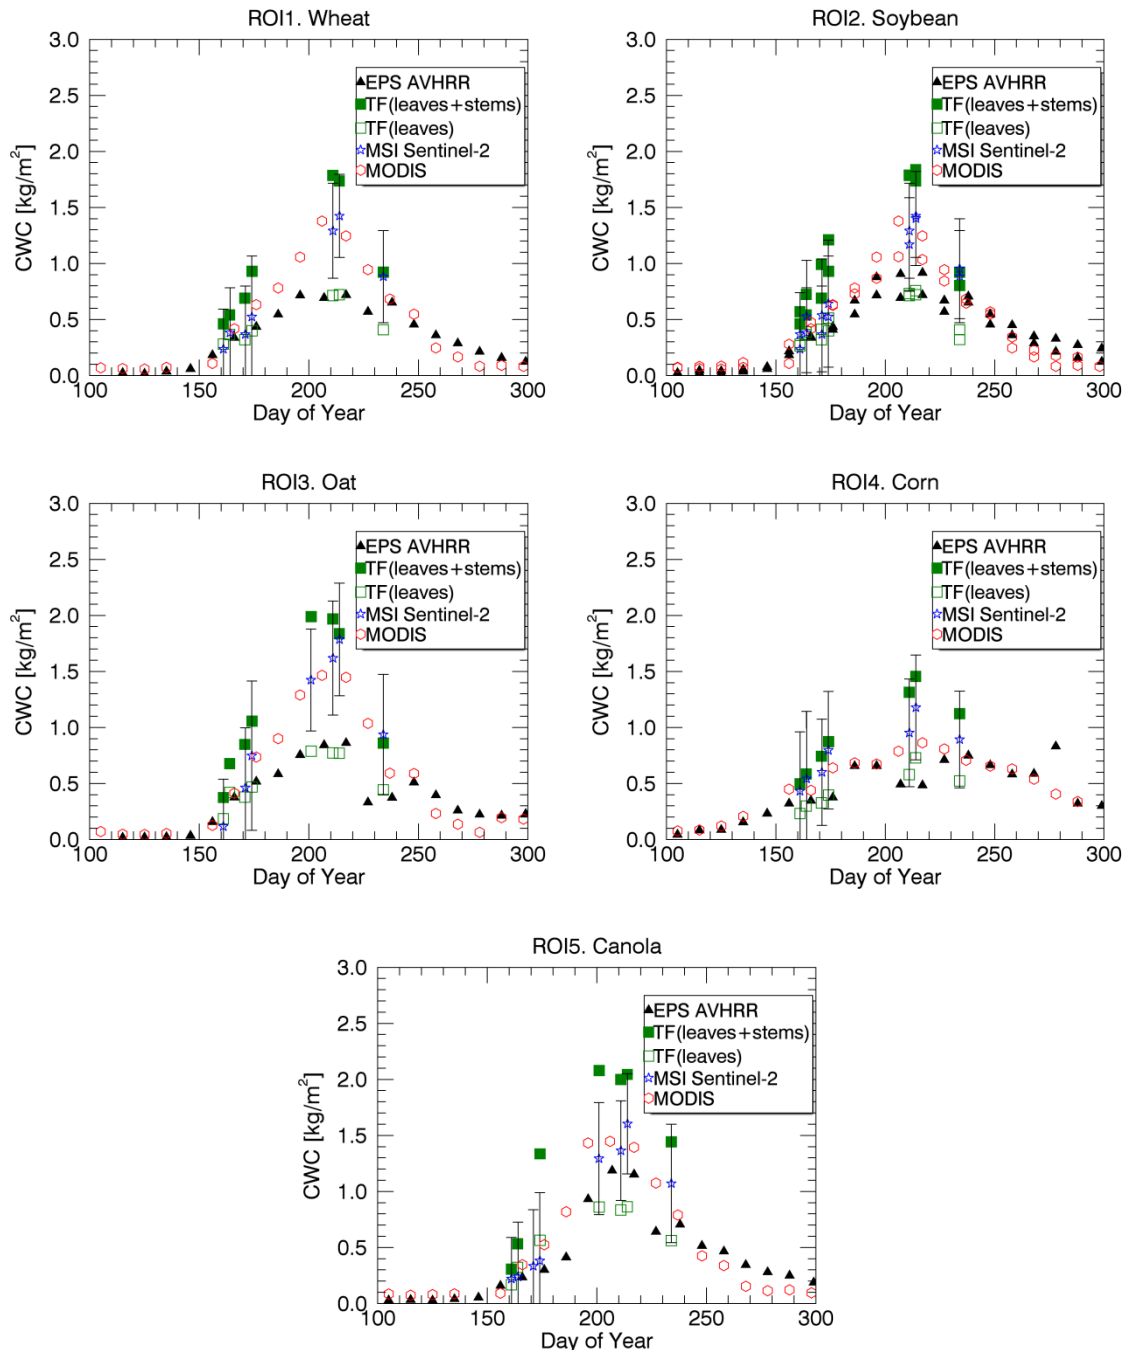 ROI1. Wheat
3.0
2.5
2.0
1.5
1.0
0.5
0.0
CWC [kg/m²]
EPS AVHRR
TF(leaves+stems)
TF(leaves)
MSI Sentinel-2
MODIS
100 150 200 250 300
Day of Year
ROI2. Soybean
3.0
2.5
2.0
1.5
1.0
0.5
0.0
CWC [kg/m²]
EPS AVHRR
TF(leaves+stems)
TF(leaves)
MSI Sentinel-2
MODIS
100 150 200 250 300
Day of Year
ROI3. Oat
3.0
2.5
2.0
1.5
1.0
0.5
0.0
CWC [kg/m²]
EPS AVHRR
TF(leaves+stems)
TF(leaves)
MSI Sentinel-2
MODIS
100 150 200 250 300
Day of Year
ROI4. Corn
3.0
2.5
2.0
1.5
1.0
0.5
0.0
CWC [kg/m²]
EPS AVHRR
TF(leaves+stems)
TF(leaves)
MSI Sentinel-2
MODIS
100 150 200 250 300
Day of Year
ROI5. Canola
3.0
2.5
2.0
1.5
1.0
0.5
0.0
CWC [kg/m²]
EPS AVHRR
TF(leaves+stems)
TF(leaves)
MSI Sentinel-2
MODIS
100 150 200 250 300
Day of Year